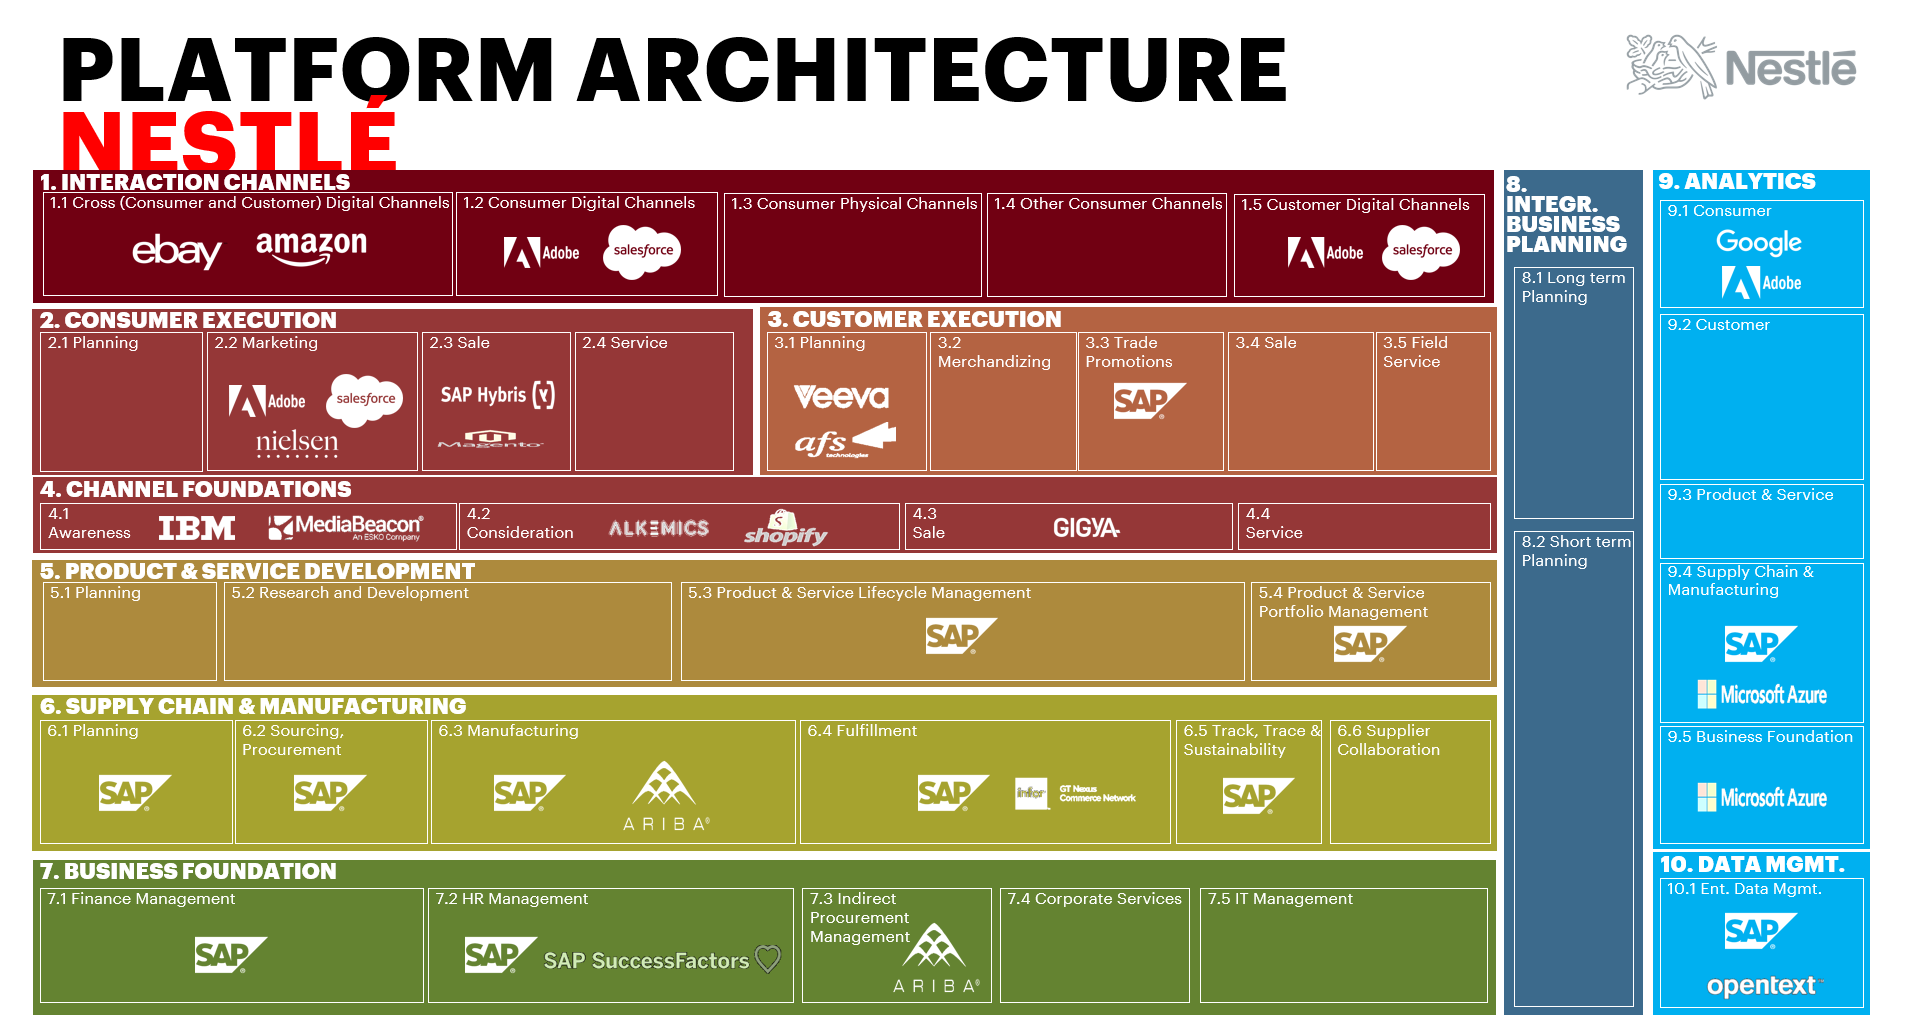 PLATFORM ARCHITECTURE
NESTLÉ
Nestlé
1. INTERACTION CHANNELS
1.1 Cross (Consumer and Customer) Digital Channels
ebay
amazon
1.2 Consumer Digital Channels
Adobe
salesforce
1.3 Consumer Physical Channels
1.4 Other Consumer Channels
1.5 Customer Digital Channels
Adobe
salesforce
2. CONSUMER EXECUTION
2.1 Planning
2.2 Marketing
Adobe
salesforce
nielsen
2.3 Sale
SAP Hybris (y)
Magento
2.4 Service
3. CUSTOMER EXECUTION
3.1 Planning
Veeva
afs
technologies
3.2
Merchandizing
3.3 Trade
Promotions
SAP®
3.4 Sale
3.5 Field
Service
4. CHANNEL FOUNDATIONS
4.1
Awareness
IBM
MediaBeacon®
An ESKO Company
4.2
Consideration
ALKEMICS
shopify
4.3
Sale
GIGYA
4.4
Service
5. PRODUCT & SERVICE DEVELOPMENT
5.1 Planning
5.2 Research and Development
5.3 Product & Service Lifecycle Management
SAP®
5.4 Product & Service
Portfolio Management
SAP®
6. SUPPLY CHAIN & MANUFACTURING
6.1 Planning
SAP®
6.2 Sourcing,
Procurement
SAP®
6.3 Manufacturing
SAP®
ARIBA®
6.4 Fulfillment
SAP®
infor
GT Nexus
Commerce Network
6.5 Track, Trace &
Sustainability
SAP®
6.6 Supplier
Collaboration
7. BUSINESS FOUNDATION
7.1 Finance Management
SAP®
7.2 HR Management
SAP®
SAP SuccessFactors
7.3 Indirect
Procurement
Management
ARIBA®
7.4 Corporate Services
7.5 IT Management
8.
INTEGR.
BUSINESS
PLANNING
8.1 Long term
Planning
8.2 Short term
Planning
9. ANALYTICS
9.1 Consumer
Google
Adobe
9.2 Customer
9.3 Product & Service
9.4 Supply Chain &
Manufacturing
SAP®
Microsoft Azure
9.5 Business Foundation
Microsoft Azure
10. DATA MGMT.
10.1 Ent. Data Mgmt.
SAP®
opentext™